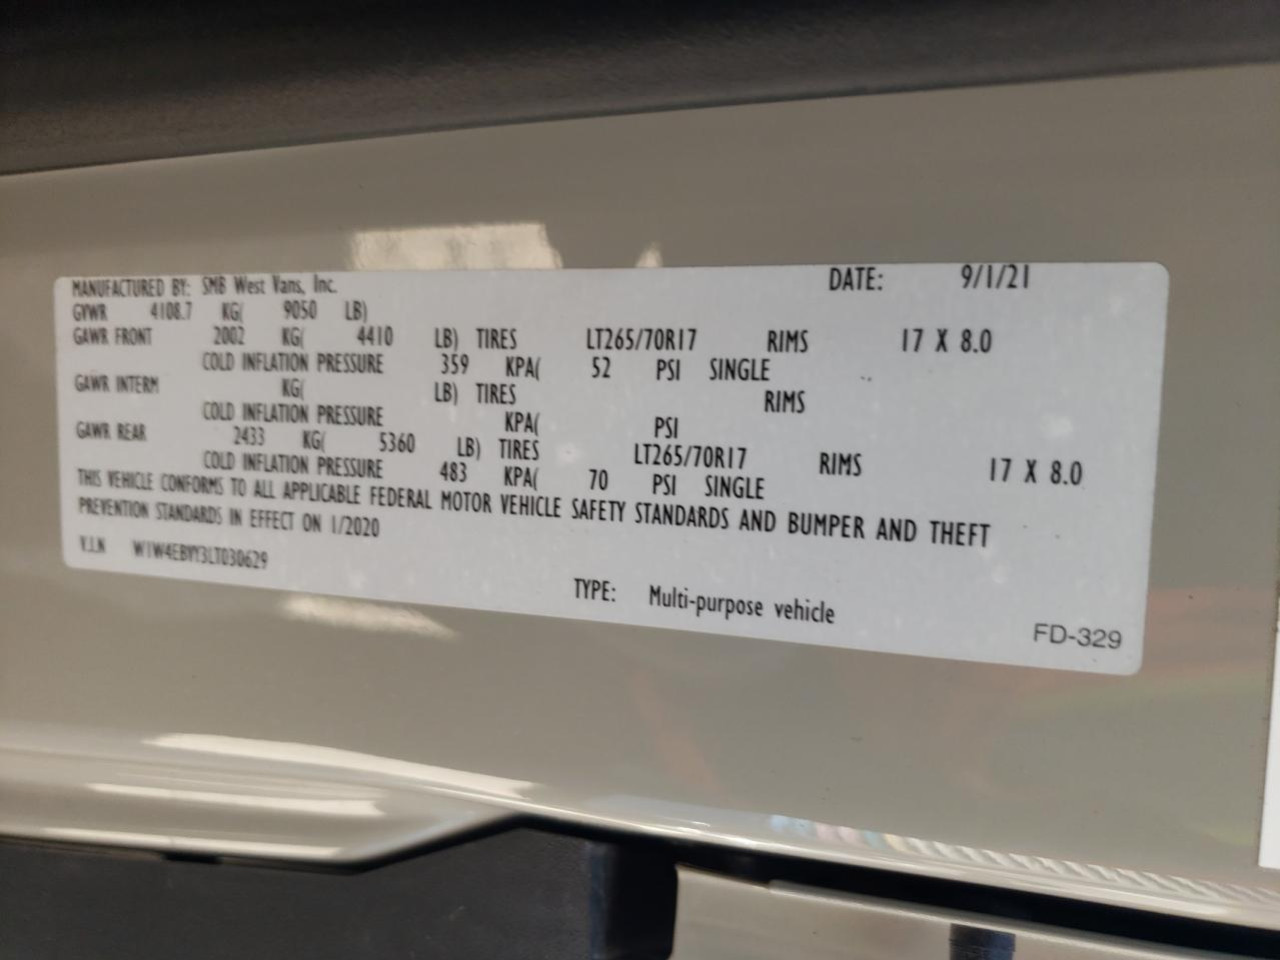 MANUFACTURED BY: SMB West Vans, Inc. DATE: 9/1/21
GVWR 4108.7 KG( 9050 LB)
GAWR FRONT 2002 KG( 4410 LB) TIRES LT265/70R17 RIMS 17 X 8.0
COLD INFLATION PRESSURE 359 KPA( 52 PSI SINGLE
GAWR INTERM KG( LB) TIRES RIMS
COLD INFLATION PRESSURE KPA( PSI
GAWR REAR 2433 KG( 5360 LB) TIRES LT265/70R17 RIMS 17 X 8.0
COLD INFLATION PRESSURE 483 KPA( 70 PSI SINGLE
THIS VEHICLE CONFORMS TO ALL APPLICABLE FEDERAL MOTOR VEHICLE SAFETY STANDARDS AND BUMPER AND THEFT
PREVENTION STANDARDS IN EFFECT ON 1/2020
V.I.N W1W4EBVY3LT030629
TYPE: Multi-purpose vehicle
FD-329